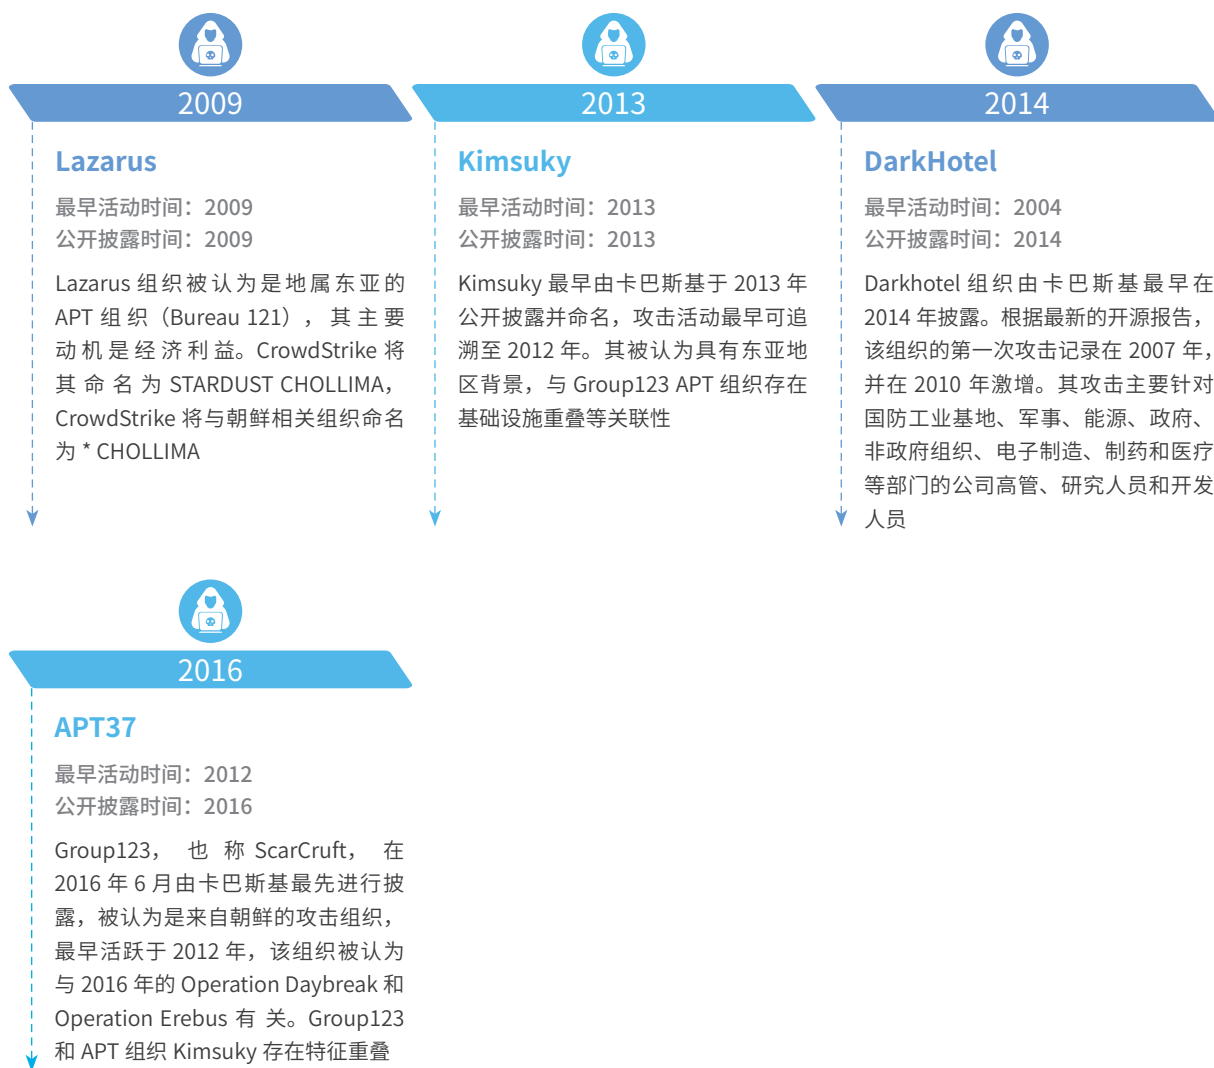 2009
Lazarus
最早活动时间：2009
公开披露时间：2009
Lazarus 组织被认为是地属东亚的
APT 组织（Bureau 121），其主要
动机是经济利益。CrowdStrike 将
其命名为 STARDUST CHOLLIMA，
CrowdStrike 将与朝鲜相关组织命名
为 * CHOLLIMA
2013
Kimsuky
最早活动时间：2013
公开披露时间：2013
Kimsuky 最早由卡巴斯基于 2013 年
公开披露并命名，攻击活动最早可追
溯至 2012 年。其被认为具有东亚地
区背景，与 Group123 APT 组织存在
基础设施重叠等关联性
2014
DarkHotel
最早活动时间：2004
公开披露时间：2014
Darkhotel 组织由卡巴斯基最早在
2014 年披露。根据最新的开源报告，
该组织的第一次攻击记录在 2007 年，
并在 2010 年激增。其攻击主要针对
国防工业基地、军事、能源、政府、
非政府组织、电子制造、制药和医疗
等部门的公司高管、研究人员和开发
人员
2016
APT37
最早活动时间：2012
公开披露时间：2016
Group123，也称 ScarCruft，在
2016 年 6 月由卡巴斯基最先进行披
露，被认为是来自朝鲜的攻击组织，
最早活跃于 2012 年，该组织被认为
与 2016 年的 Operation Daybreak 和
Operation Erebus 有关。Group123
和 APT 组织 Kimsuky 存在特征重叠